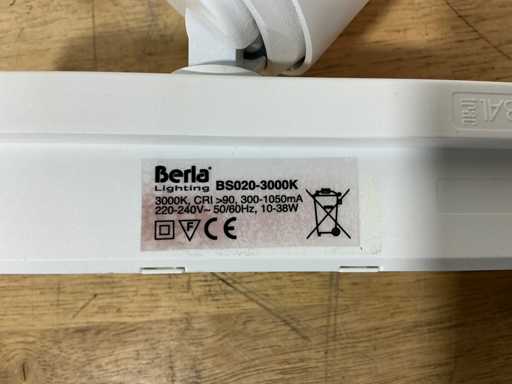 Berla
Lighting BS020-3000K
3000K, CRI >90, 300-1050mA
220-240V~ 50/60Hz, 10-38W
F CE